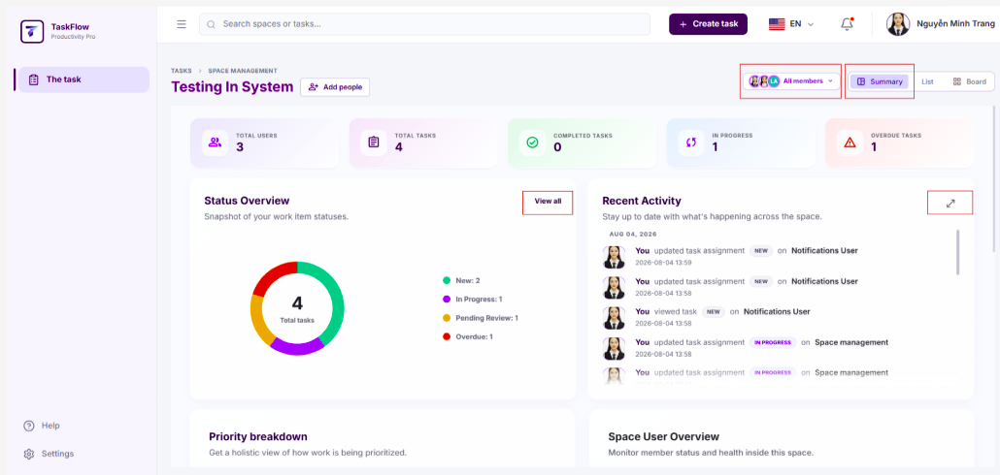 TaskFlow
Productivity Pro
Search spaces or tasks...
+ Create task
EN
Nguyễn Minh Trang
The task
TASKS > SPACE MANAGEMENT
Testing In System
Add people
LA
All members
Summary
List
Board
TOTAL USERS
3
TOTAL TASKS
4
COMPLETED TASKS
0
IN PROGRESS
1
OVERDUE TASKS
1
Status Overview
View all
Snapshot of your work item statuses.
4
Total tasks
New: 2
In Progress: 1
Pending Review: 1
Overdue: 1
Recent Activity
Stay up to date with what's happening across the space.
AUG 04, 2026
You updated task assignment NEW on Notifications User
2026-08-04 13:59
You updated task assignment NEW on Notifications User
2026-08-04 13:58
You viewed task NEW on Notifications User
2026-08-04 13:58
You updated task assignment IN PROGRESS on Space management
2026-08-04 13:58
You updated task assignment IN PROGRESS on Space management
Priority breakdown
Get a holistic view of how work is being prioritized.
Space User Overview
Monitor member status and health inside this space.
Help
Settings